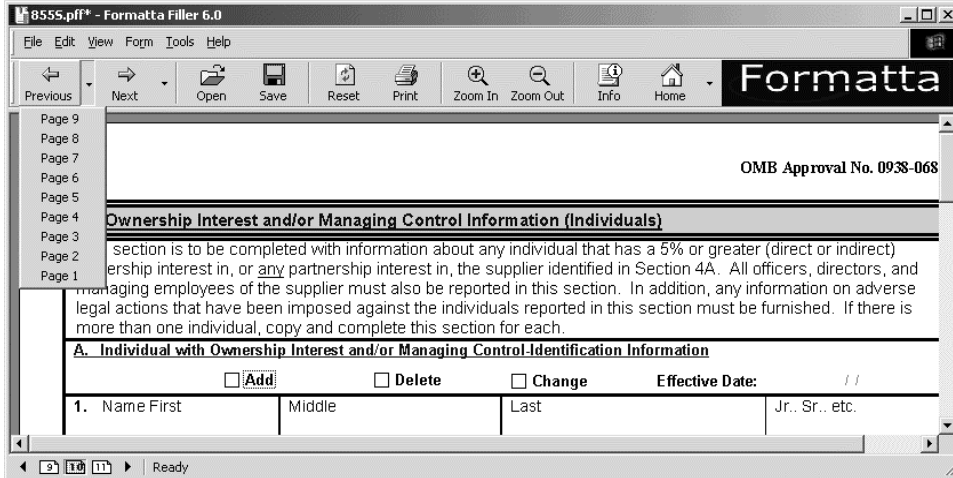 855S.pff* - Formatta Filler 6.0
File Edit View Form Tools Help
Previous Next Open Save Reset Print Zoom In Zoom Out Info Home Formatta
Page 9
Page 8
Page 7
Page 6
Page 5
Page 4
Page 3
Page 2
Page 1
OMB Approval No. 0938-068
Ownership Interest and/or Managing Control Information (Individuals)
section is to be completed with information about any individual that has a 5% or greater (direct or indirect)
ership interest in, or any partnership interest in, the supplier identified in Section 4A. All officers, directors, and
managing employees of the supplier must also be reported in this section. In addition, any information on adverse
legal actions that have been imposed against the individuals reported in this section must be furnished. If there is
more than one individual, copy and complete this section for each.
A. Individual with Ownership Interest and/or Managing Control-Identification Information
Add Delete Change Effective Date: / /
1. Name First Middle Last Jr.. Sr.. etc.
9 10 11 Ready